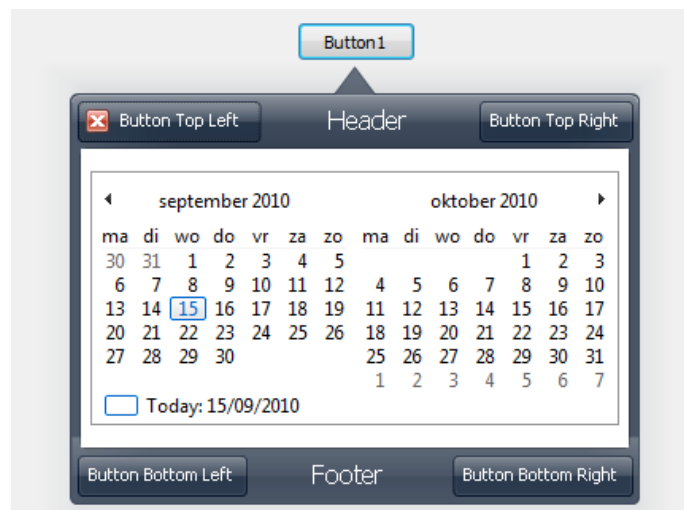 Button1
Button Top Left Header Button Top Right
september 2010 oktober 2010
ma di wo do vr za zo ma di wo do vr za zo
30 31 1 2 3 4 5 1 2 3
6 7 8 9 10 11 12 4 5 6 7 8 9 10
13 14 15 16 17 18 19 11 12 13 14 15 16 17
20 21 22 23 24 25 26 18 19 20 21 22 23 24
27 28 29 30 25 26 27 28 29 30 31
1 2 3 4 5 6 7
Today: 15/09/2010
Button Bottom Left Footer Button Bottom Right